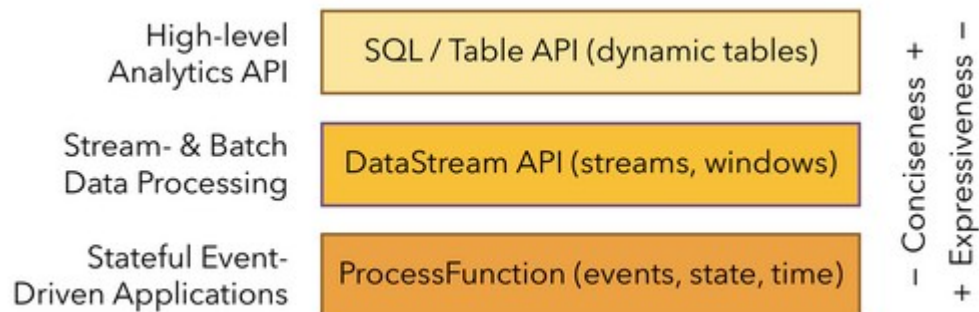 High-level
Analytics API
SQL / Table API (dynamic tables)
Stream- & Batch
Data Processing
DataStream API (streams, windows)
Stateful Event-
Driven Applications
ProcessFunction (events, state, time)
− Conciseness +
+ Expressiveness −